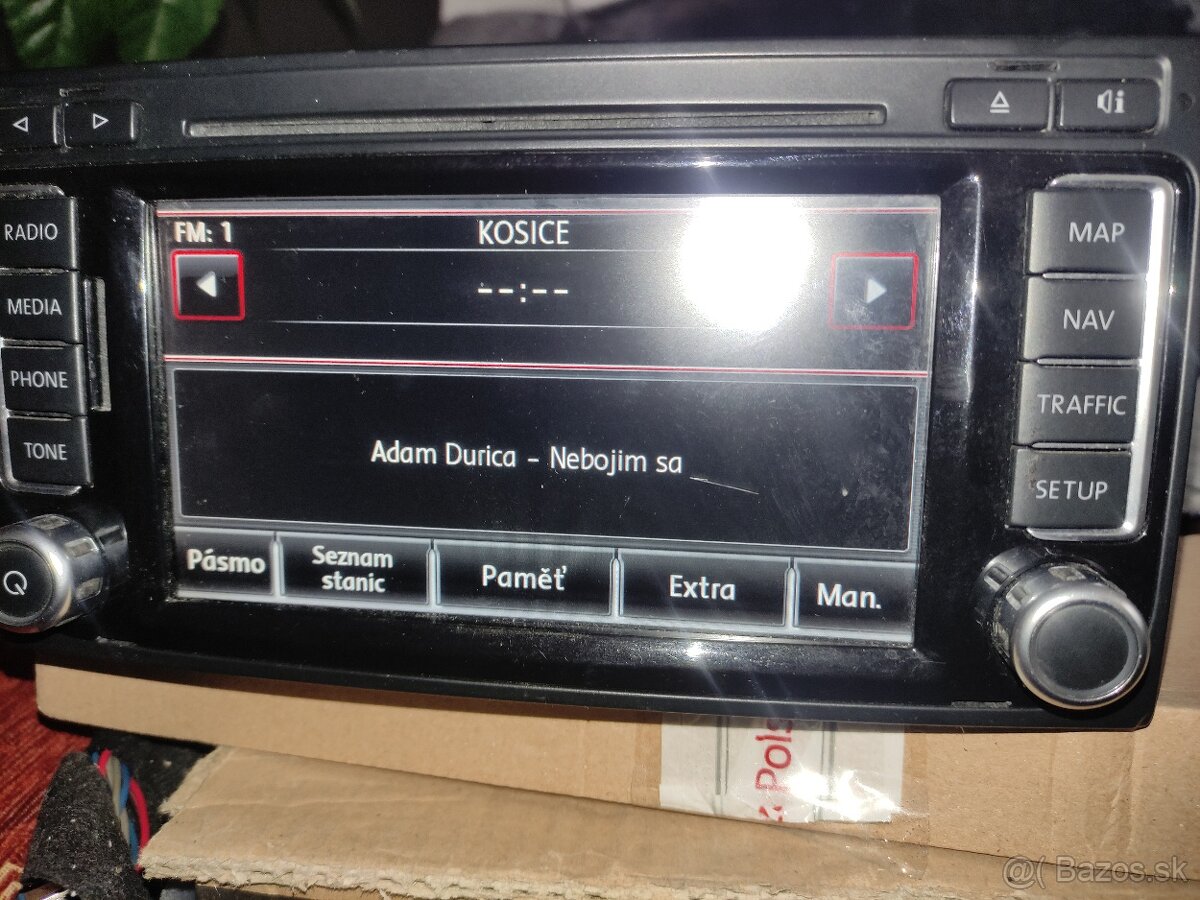 RADIO
MEDIA
PHONE
TONE
FM: 1
KOSICE
--:--
Adam Durica - Nebojim sa
Pásmo
Seznam
stanic
Paměť
Extra
Man.
MAP
NAV
TRAFFIC
SETUP
k Pols
@( Bazos.sk